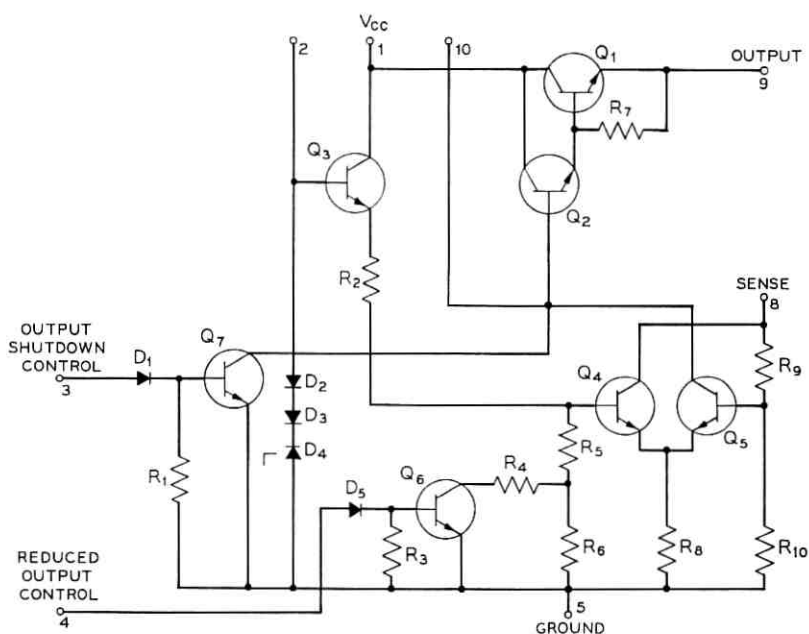 2
VCC
1
10
Q1
OUTPUT
9
R7
Q3
Q2
R2
SENSE
8
OUTPUT
SHUTDOWN
CONTROL
3
D1
Q7
D2
D3
D4
Q4
R9
Q5
R1
R5
R4
Q6
D5
R3
R6
R8
R10
REDUCED
OUTPUT
CONTROL
4
5
GROUND